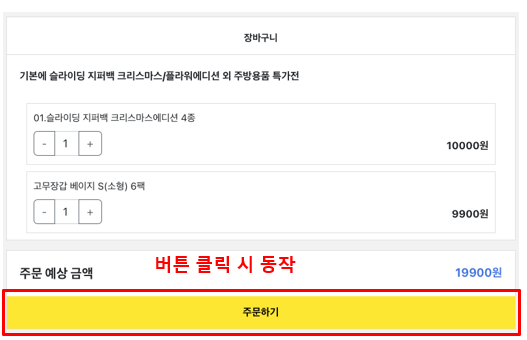 장바구니
기본에 슬라이딩 지퍼백 크리스마스/플라워에디션 외 주방용품 특가전
01.슬라이딩 지퍼백 크리스마스에디션 4종
- 1 +
10000원
고무장갑 베이지 S(소형) 6팩
- 1 +
9900원
버튼 클릭 시 동작
주문 예상 금액
19900원
주문하기